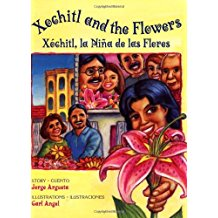 Xochitl and the Flowers
Xóchitl, la Niña de las Flores
STORY · CUENTO
Jorge Argueta
ILLUSTRATIONS · ILUSTRACIONES
Carl Angel